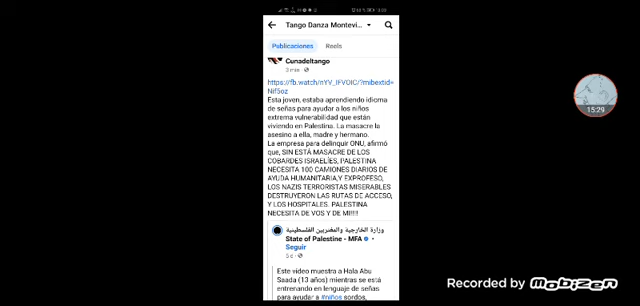 Tango Danza Montevi...
Publicaciones Reels
Cunadeltango
3 min
https://fb.watch/nYV_IFVOIC/?mibextid=
Nif5oz
Esta joven, estaba aprendiendo idioma
de señas para ayudar a los niños
extrema vulnerabilidad que están
viviendo en Palestina. La masacre la
asesino a ella, madre y hermano.
La empresa para delinquir ONU, afirmó
que, SIN ESTÁ MASACRE DE LOS
COBARDES ISRAELÍES, PALESTINA
NECESITA 100 CAMIONES DIARIOS DE
AYUDA HUMANITARIA,Y EXPROFESO,
LOS NAZIS TERRORISTAS MISERABLES
DESTRUYERON LAS RUTAS DE ACCESO,
Y LOS HOSPITALES. PALESTINA
NECESITA DE VOS Y DE MI!!!!!
وزارة الخارجية والمغتربين الفلسطينية
State of Palestine - MFA
Seguir
5 d
Este video muestra a Hala Abu
Saada (13 años) mientras se está
entrenando en lenguaje de señas
para ayudar a #niños sordos,
15:29
Recorded by MOBIZEN